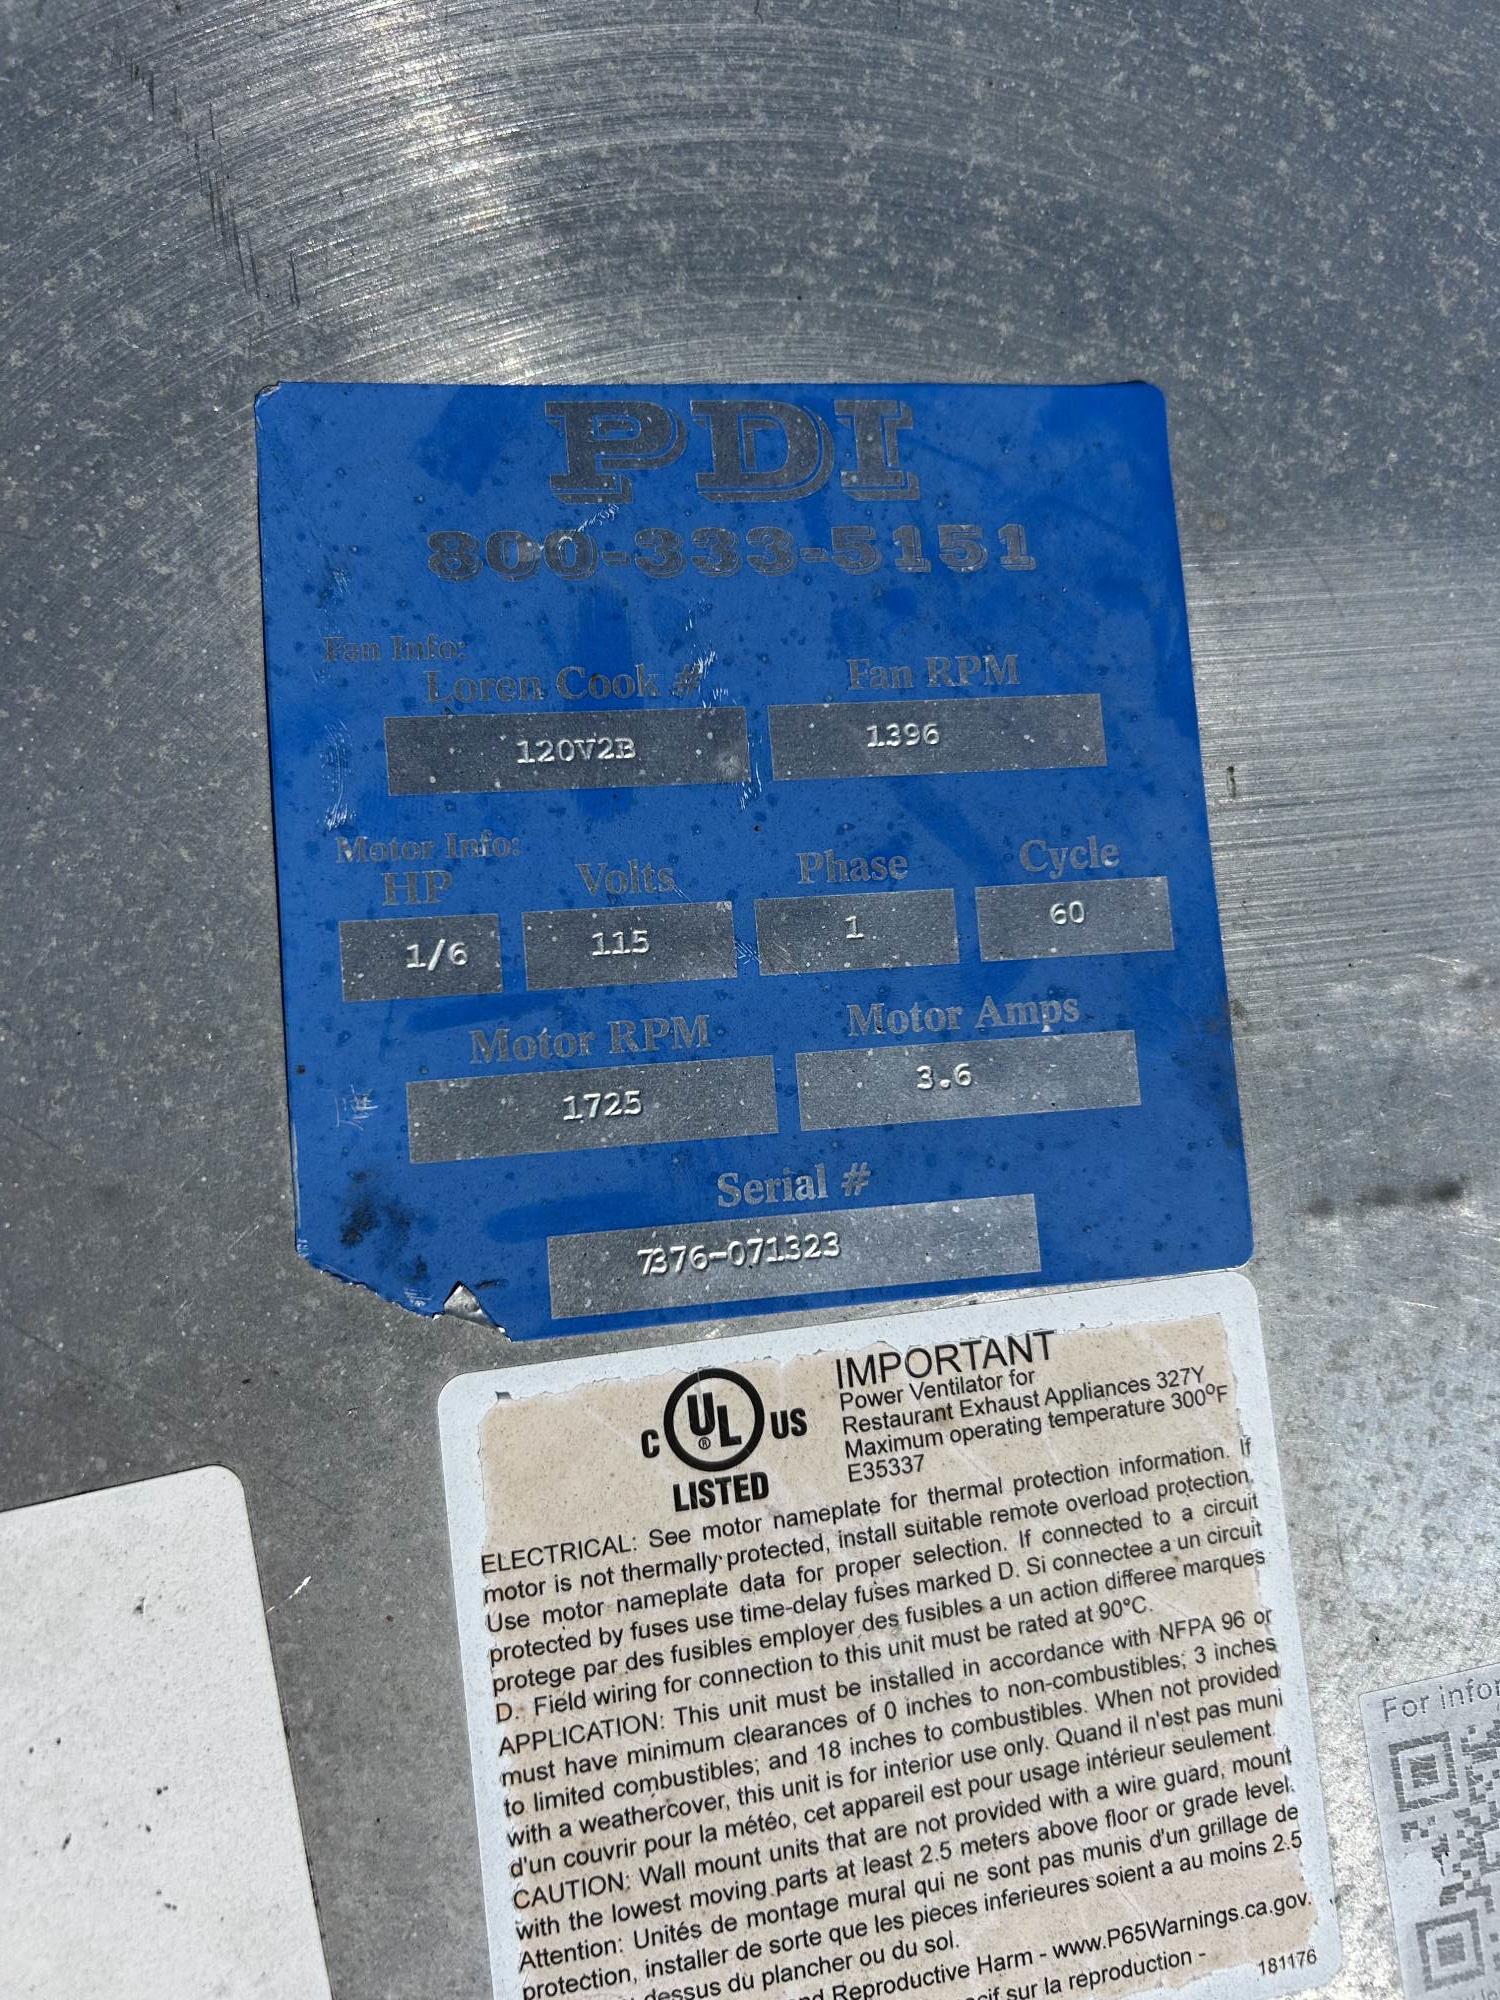 PDI
800-333-5151
Fan Info:
Loren Cook # Fan RPM
120V2B 1396
Motor Info:
HP Volts Phase Cycle
1/6 115 1 60
Motor RPM Motor Amps
1725 3.6
Serial #
7376-071323
C UL ® US
LISTED
IMPORTANT
Power Ventilator for
Restaurant Exhaust Appliances 327Y
Maximum operating temperature 300°F
E35337
ELECTRICAL: See motor nameplate for thermal protection information. If
motor is not thermally protected, install suitable remote overload protection.
Use motor nameplate data for proper selection. If connected to a circuit
protected by fuses use time-delay fuses marked D. Si connectee a un circuit
protege par des fusibles employer des fusibles a un action differee marques
D. Field wiring for connection to this unit must be rated at 90°C.
APPLICATION: This unit must be installed in accordance with NFPA 96 or
must have minimum clearances of 0 inches to non-combustibles; 3 inches
to limited combustibles; and 18 inches to combustibles. When not provided
with a weathercover, this unit is for interior use only. Quand il n'est pas muni
d'un couvrir pour la météo, cet appareil est pour usage intérieur seulement.
CAUTION: Wall mount units that are not provided with a wire guard, mount
with the lowest moving parts at least 2.5 meters above floor or grade level.
Attention: Unités de montage mural qui ne sont pas munis d'un grillage de
protection, installer de sorte que les pieces inferieures soient a au moins 2.5
dessus du plancher ou du sol.
Reproductive Harm - www.P65Warnings.ca.gov.
sur la reproduction -
181176
For